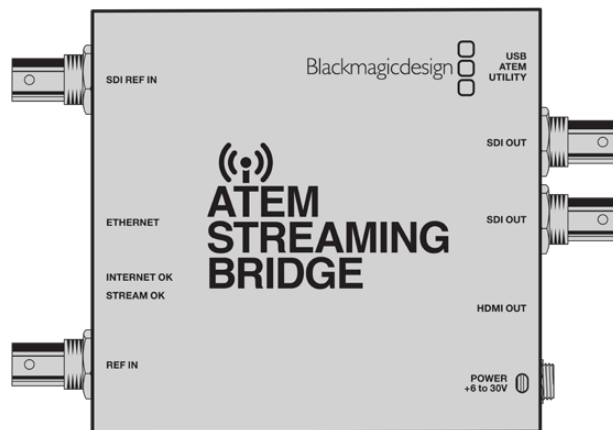 SDI REF IN
Blackmagicdesign
USB
ATEM
UTILITY
SDI OUT
ATEM
STREAMING
BRIDGE
ETHERNET
SDI OUT
INTERNET OK
STREAM OK
HDMI OUT
REF IN
POWER
+6 to 30V